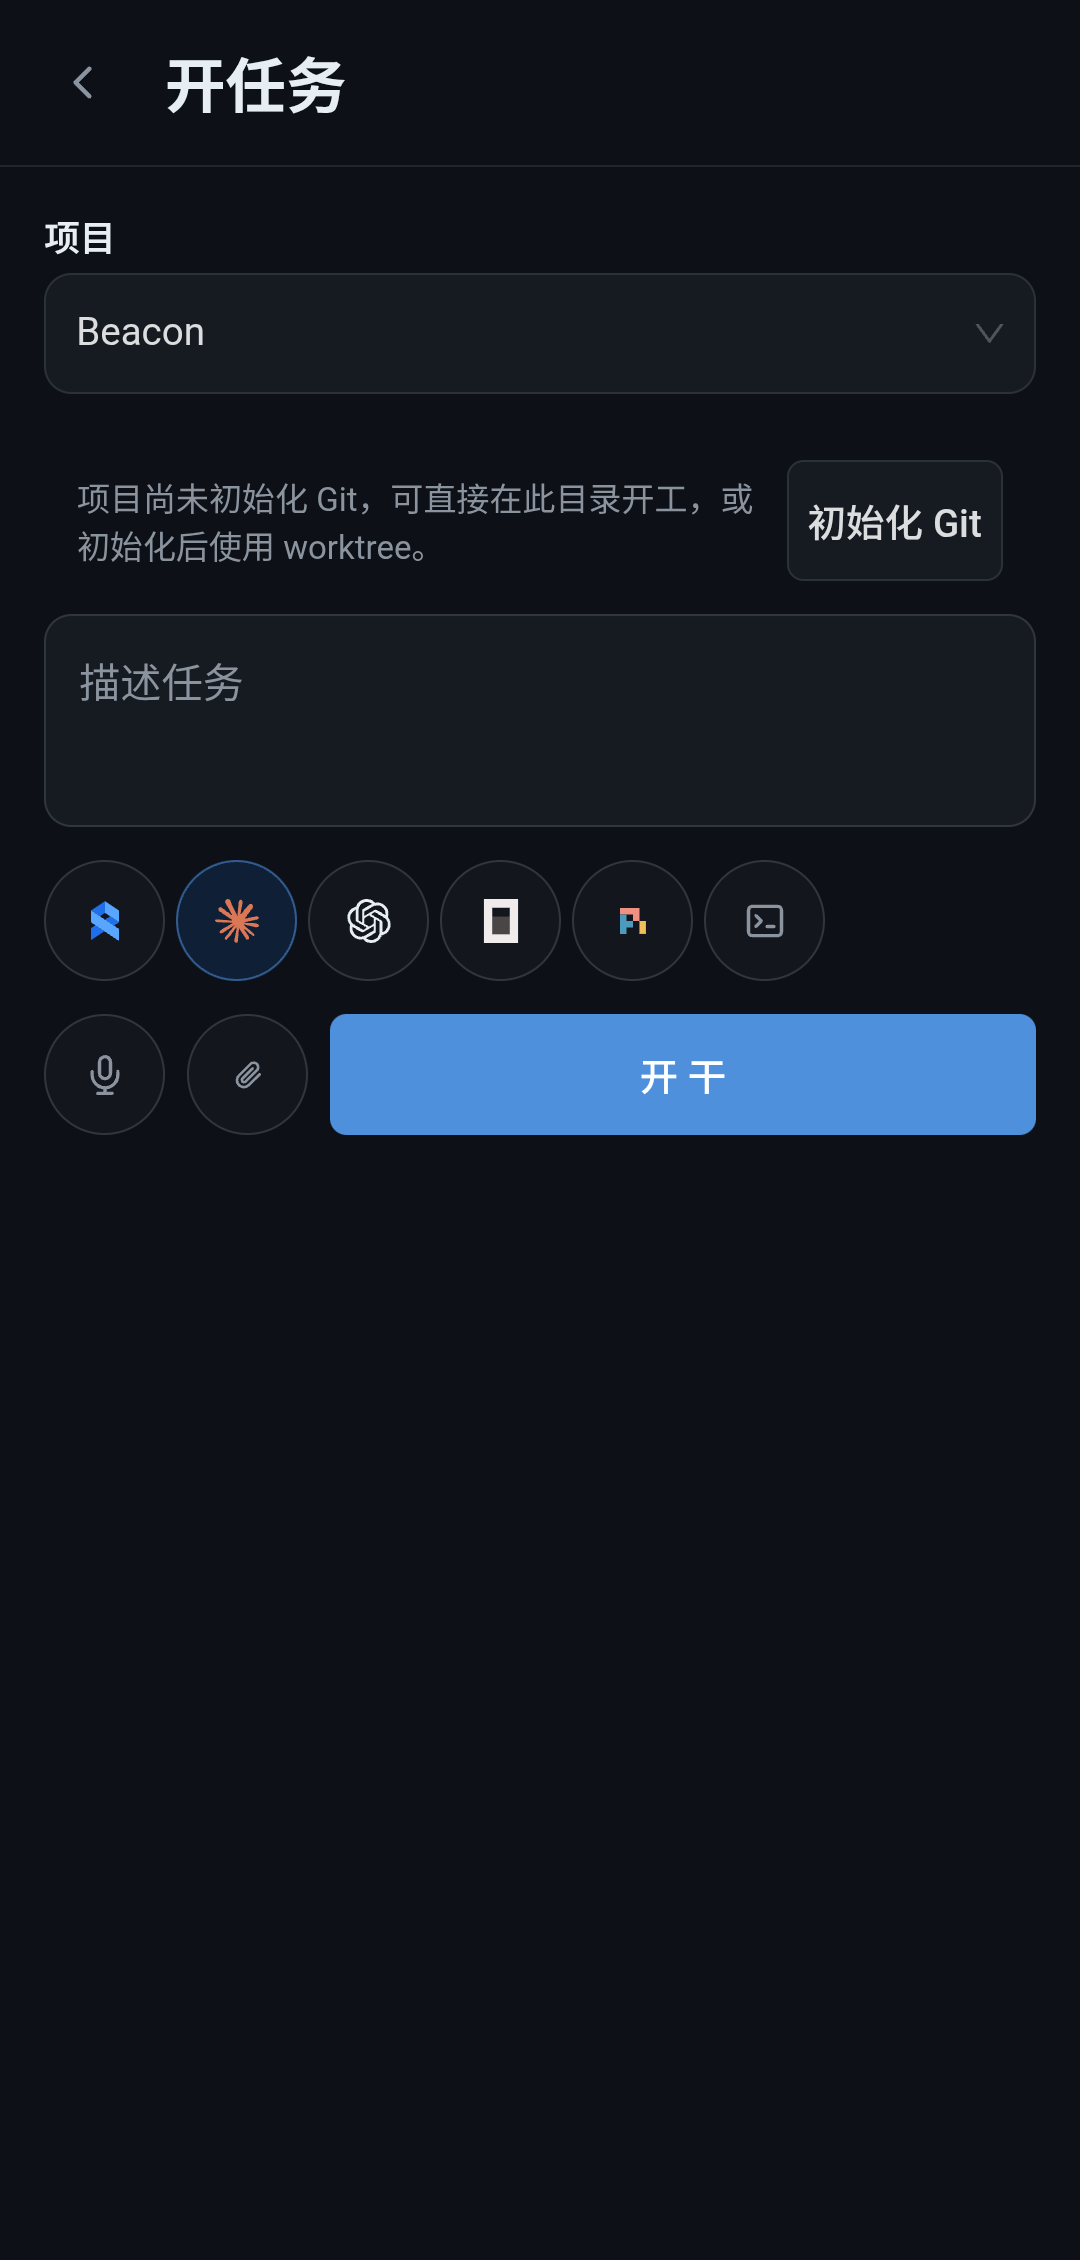 开任务
项目
Beacon
项目尚未初始化 Git，可直接在此目录开工，或
初始化后使用 worktree。
初始化 Git
描述任务
开 干